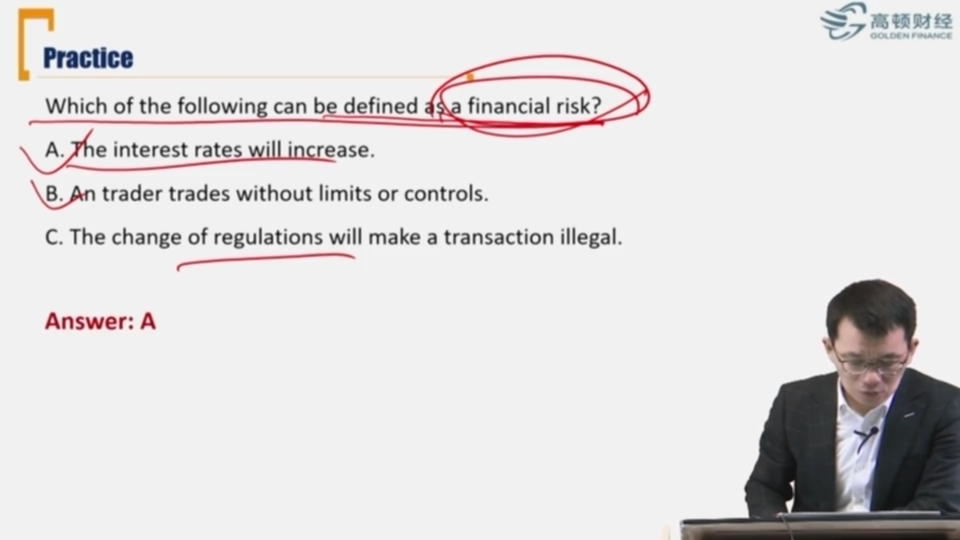 高顿财经
GOLDEN FINANCE
Practice
Which of the following can be defined as a financial risk?
A. The interest rates will increase.
B. An trader trades without limits or controls.
C. The change of regulations will make a transaction illegal.
Answer: A